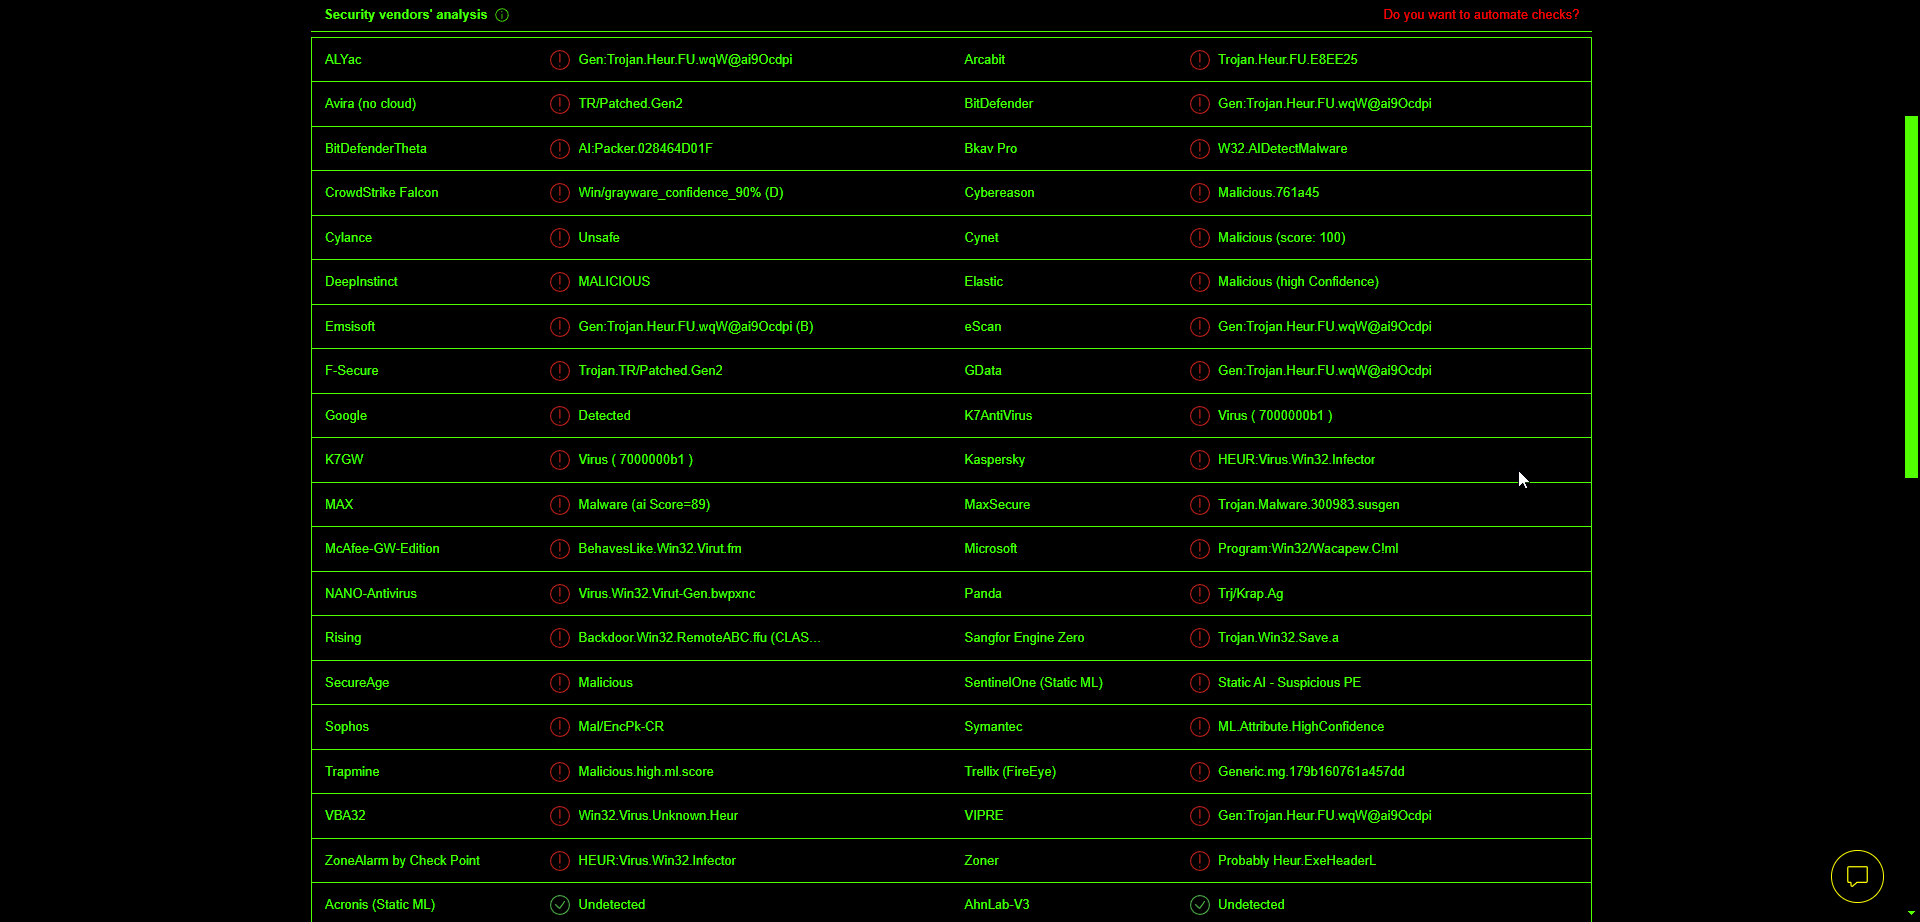 Security vendors' analysis Do you want to automate checks?
ALYac Gen:Trojan.Heur.FU.wqW@ai9Ocdpi Arcabit Trojan.Heur.FU.E8EE25
Avira (no cloud) TR/Patched.Gen2 BitDefender Gen:Trojan.Heur.FU.wqW@ai9Ocdpi
BitDefenderTheta AI:Packer.028464D01F Bkav Pro W32.AIDetectMalware
CrowdStrike Falcon Win/grayware_confidence_90% (D) Cybereason Malicious.761a45
Cylance Unsafe Cynet Malicious (score: 100)
DeepInstinct MALICIOUS Elastic Malicious (high Confidence)
Emsisoft Gen:Trojan.Heur.FU.wqW@ai9Ocdpi (B) eScan Gen:Trojan.Heur.FU.wqW@ai9Ocdpi
F-Secure Trojan.TR/Patched.Gen2 GData Gen:Trojan.Heur.FU.wqW@ai9Ocdpi
Google Detected K7AntiVirus Virus ( 7000000b1 )
K7GW Virus ( 7000000b1 ) Kaspersky HEUR:Virus.Win32.Infector
MAX Malware (ai Score=89) MaxSecure Trojan.Malware.300983.susgen
McAfee-GW-Edition BehavesLike.Win32.Virut.fm Microsoft Program:Win32/Wacapew.C!ml
NANO-Antivirus Virus.Win32.Virut-Gen.bwpxnc Panda Trj/Krap.Ag
Rising Backdoor.Win32.RemoteABC.ffu (CLAS... Sangfor Engine Zero Trojan.Win32.Save.a
SecureAge Malicious SentinelOne (Static ML) Static AI - Suspicious PE
Sophos Mal/EncPk-CR Symantec ML.Attribute.HighConfidence
Trapmine Malicious.high.ml.score Trellix (FireEye) Generic.mg.179b160761a457dd
VBA32 Win32.Virus.Unknown.Heur VIPRE Gen:Trojan.Heur.FU.wqW@ai9Ocdpi
ZoneAlarm by Check Point HEUR:Virus.Win32.Infector Zoner Probably Heur.ExeHeaderL
Acronis (Static ML) Undetected AhnLab-V3 Undetected